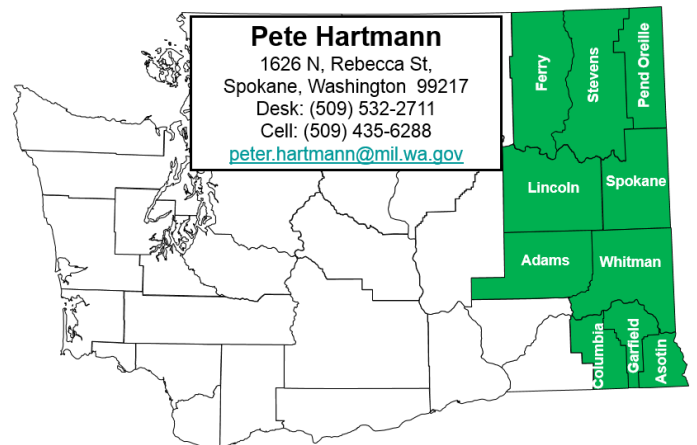 Pete Hartmann
1626 N, Rebecca St,
Spokane, Washington 99217
Desk: (509) 532-2711
Cell: (509) 435-6288
peter.hartmann@mil.wa.gov
Ferry
Stevens
Pend Oreille
Lincoln
Spokane
Adams
Whitman
Columbia
Garfield
Asotin